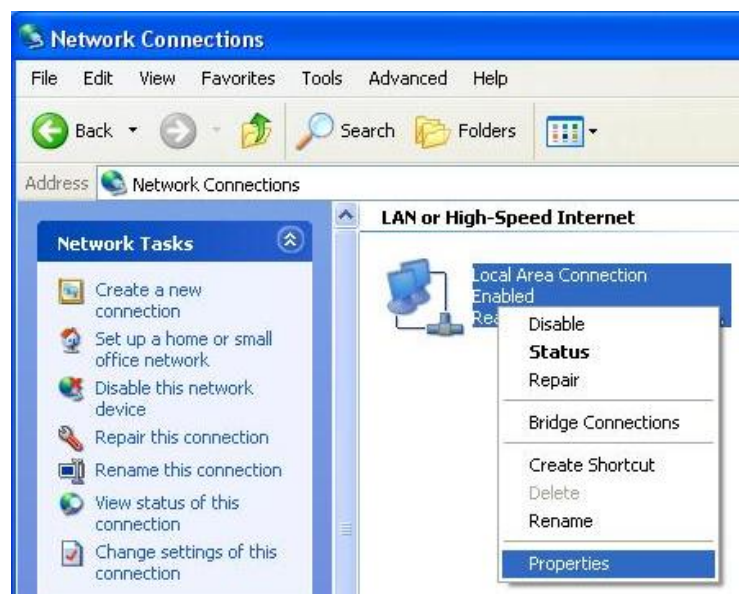 Network Connections
File Edit View Favorites Tools Advanced Help
Back Search Folders
Address Network Connections
Network Tasks
Create a new
connection
Set up a home or small
office network
Disable this network
device
Repair this connection
Rename this connection
View status of this
connection
Change settings of this
connection
LAN or High-Speed Internet
Local Area Connection
Enabled
Disable
Status
Repair
Bridge Connections
Create Shortcut
Delete
Rename
Properties